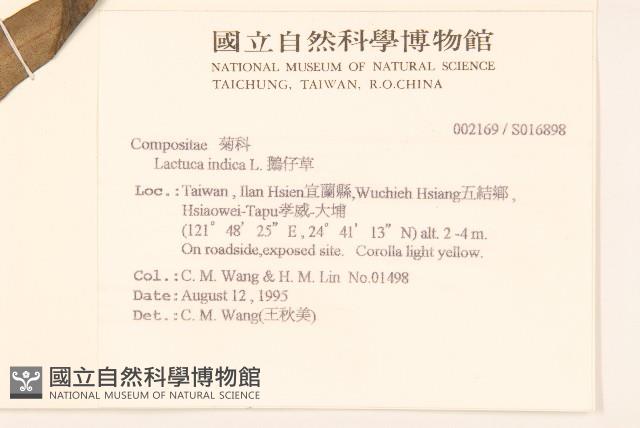 國立自然科學博物館
NATIONAL MUSEUM OF NATURAL SCIENCE
TAICHUNG, TAIWAN, R.O.CHINA
002169 / S016898
Compositae 菊科
Lactuca indica L. 鵝仔草
Loc.:Taiwan , Ilan Hsien宜蘭縣,Wuchieh Hsiang五結鄉 ,
Hsiaowei-Tapu孝威-大埔
(121° 48’ 25” E , 24° 41’ 13” N) alt. 2 -4 m.
On roadside,exposed site. Corolla light yellow.
Col.:C. M. Wang & H. M. Lin No.01498
Date:August 12 , 1995
Det.:C. M. Wang(王秋美)
國立自然科學博物館
NATIONAL MUSEUM OF NATURAL SCIENCE